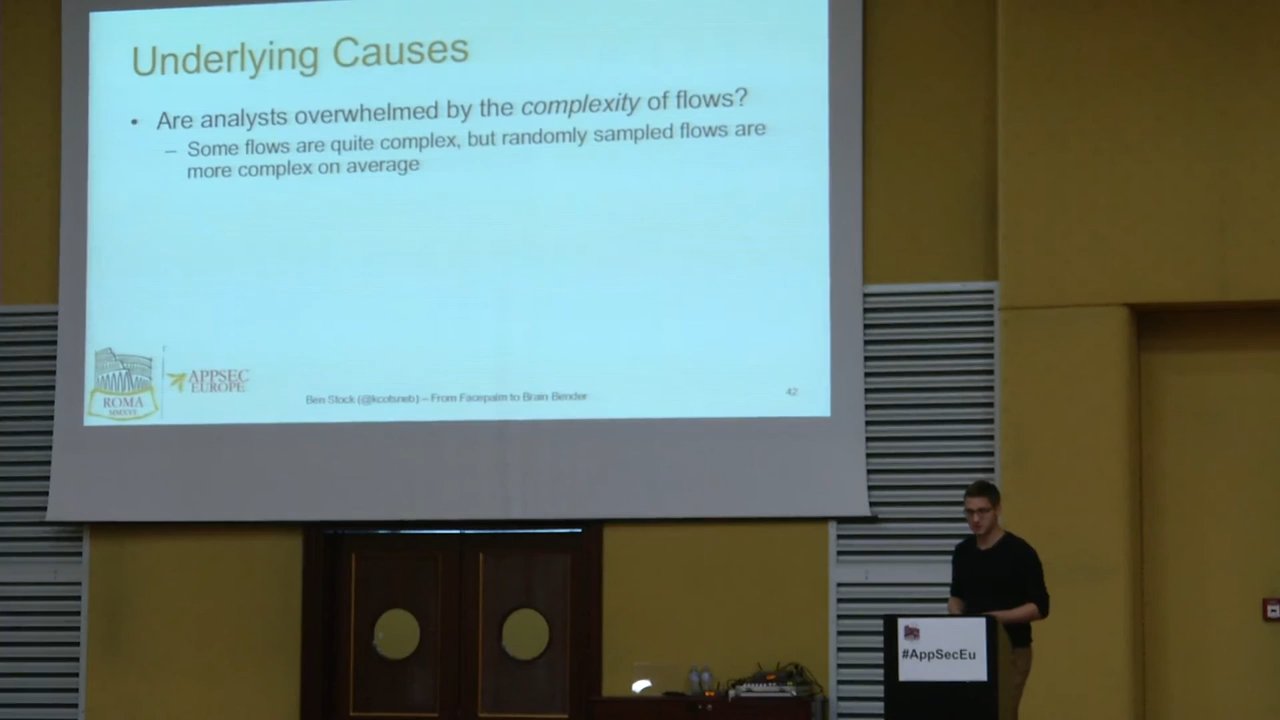 Underlying Causes
• Are analysts overwhelmed by the complexity of flows?
– Some flows are quite complex, but randomly sampled flows are
more complex on average
ROMA
MMXVI
APPSEC
EUROPE
Ben Stock (@kcotsneb) – From Facepalm to Brain Bender
42
#AppSecEu